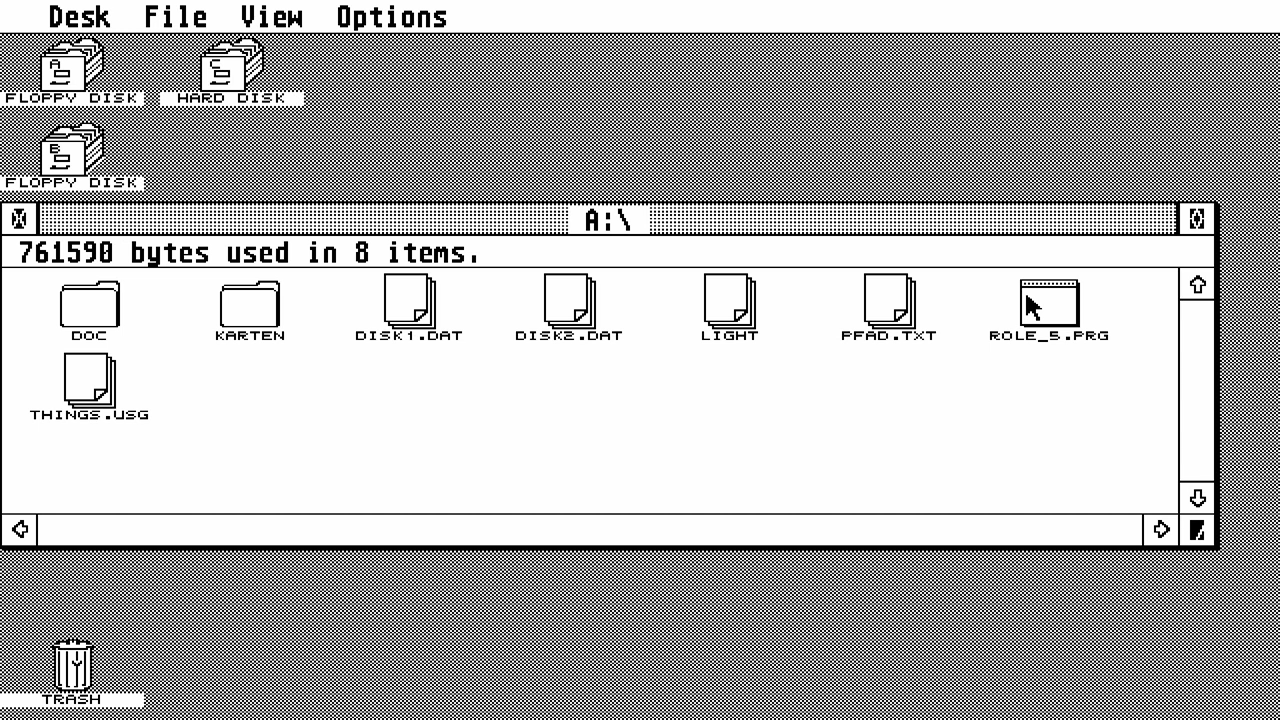 Desk File View Options
A C
FLOPPY DISK HARD DISK
B
FLOPPY DISK
A:\
761590 bytes used in 8 items.
DOC KARTEN DISK1.DAT DISK2.DAT LIGHT PFAD.TXT ROLE_5.PRG
THINGS.USG
TRASH